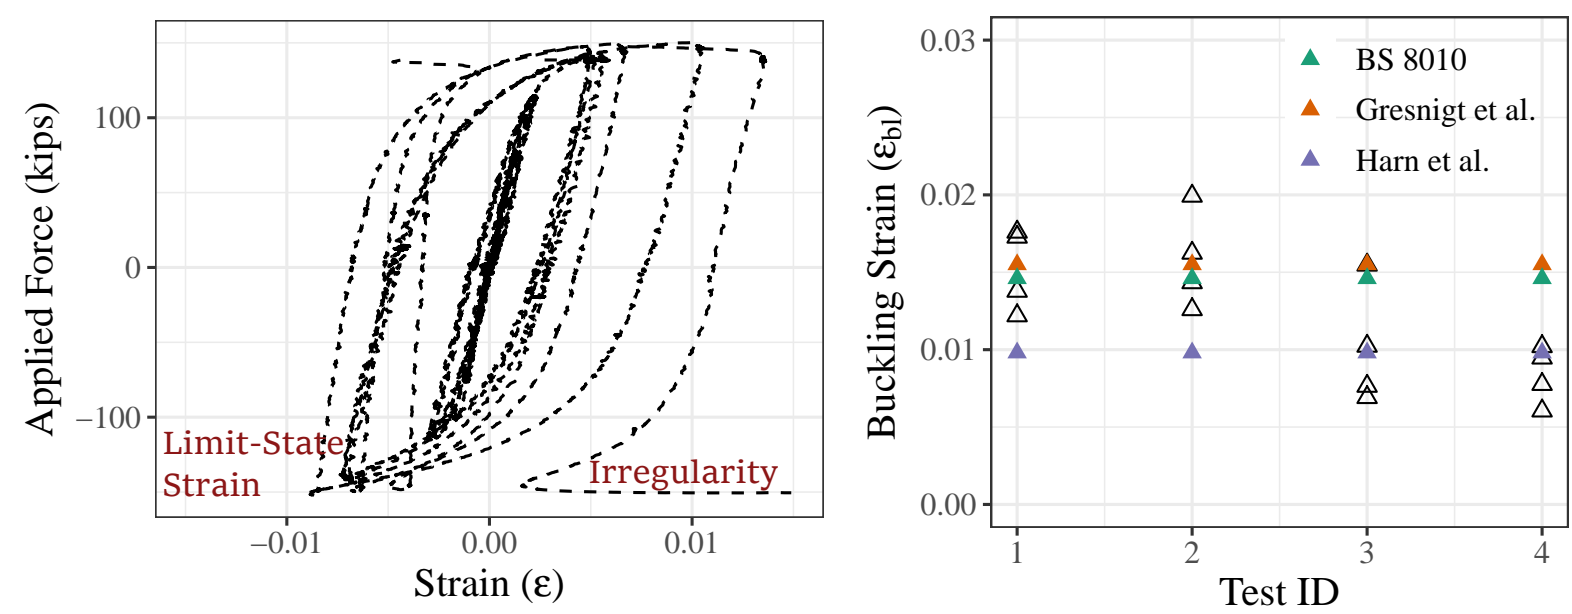 100
0
−100
Applied Force (kips)
Limit-State
Strain
Irregularity
−0.01
0.00
0.01
Strain (ε)
0.03
0.02
0.01
0.00
Buckling Strain (εbl)
BS 8010
Gresnigt et al.
Harn et al.
1
2
3
4
Test ID